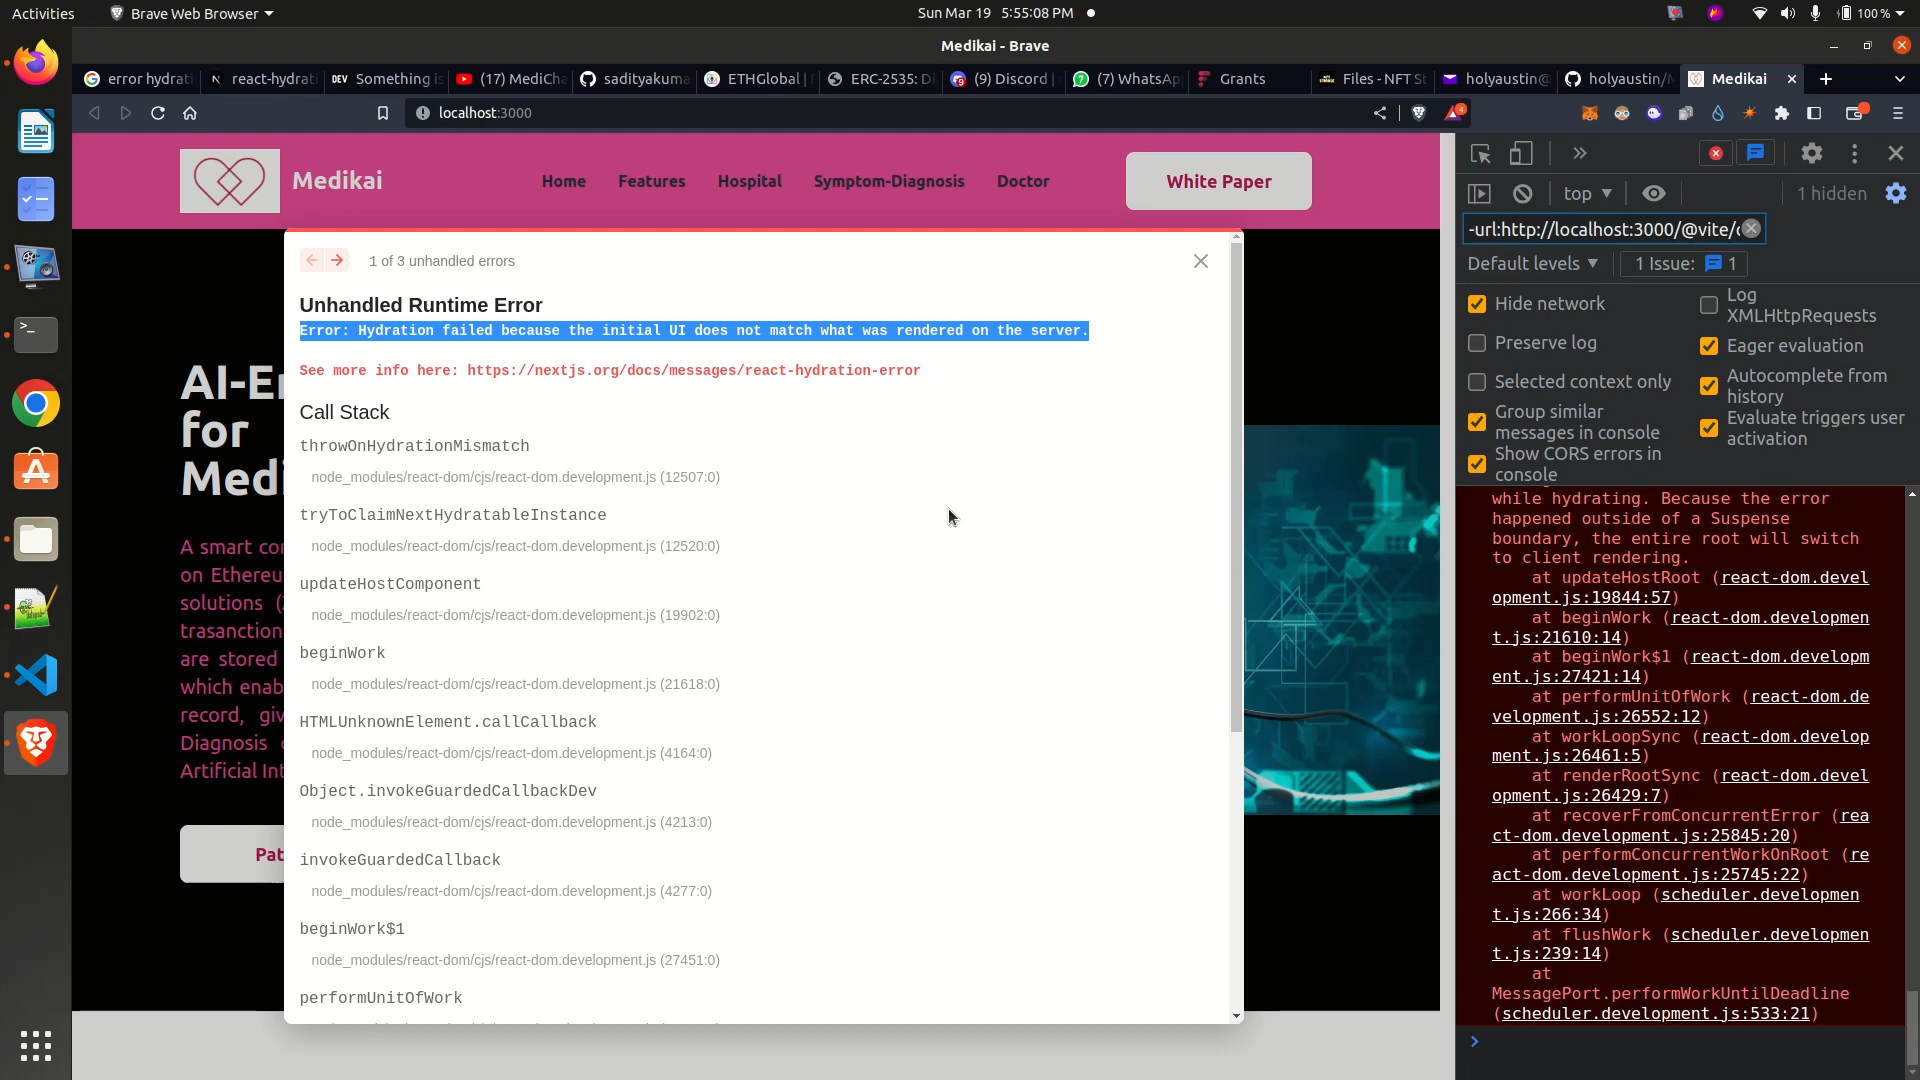 Activities
Brave Web Browser
Sun Mar 19 5:55:08 PM
100 %
Medikai - Brave
error hydrati
react-hydrati
DEV Something is
(17) MediCha
sadityakuma
ETHGlobal |
ERC-2535: Di
(9) Discord |
(7) WhatsAp
Grants
Files - NFT St
holyaustin@
holyaustin/M
Medikai
localhost:3000
4
Medikai
Home
Features
Hospital
Symptom-Diagnosis
Doctor
White Paper
AI-En
for
Medi
A smart con
on Ethereu
solutions (
trasanction
are stored
which enab
record, giv
Diagnosis
Artificial Int
Pat
1 of 3 unhandled errors
Unhandled Runtime Error
Error: Hydration failed because the initial UI does not match what was rendered on the server.
See more info here: https://nextjs.org/docs/messages/react-hydration-error
Call Stack
throwOnHydrationMismatch
node_modules/react-dom/cjs/react-dom.development.js (12507:0)
tryToClaimNextHydratableInstance
node_modules/react-dom/cjs/react-dom.development.js (12520:0)
updateHostComponent
node_modules/react-dom/cjs/react-dom.development.js (19902:0)
beginWork
node_modules/react-dom/cjs/react-dom.development.js (21618:0)
HTMLUnknownElement.callCallback
node_modules/react-dom/cjs/react-dom.development.js (4164:0)
Object.invokeGuardedCallbackDev
node_modules/react-dom/cjs/react-dom.development.js (4213:0)
invokeGuardedCallback
node_modules/react-dom/cjs/react-dom.development.js (4277:0)
beginWork$1
node_modules/react-dom/cjs/react-dom.development.js (27451:0)
performUnitOfWork
top
1 hidden
-url:http://localhost:3000/@vite/c
Default levels
1 Issue: 1
Hide network
Log
XMLHttpRequests
Preserve log
Eager evaluation
Selected context only
Autocomplete from
history
Group similar
messages in console
Evaluate triggers user
activation
Show CORS errors in
console
while hydrating. Because the error
happened outside of a Suspense
boundary, the entire root will switch
to client rendering.
at updateHostRoot (react-dom.devel
opment.js:19844:57)
at beginWork (react-dom.developmen
t.js:21610:14)
at beginWork$1 (react-dom.developm
ent.js:27421:14)
at performUnitOfWork (react-dom.de
velopment.js:26552:12)
at workLoopSync (react-dom.develop
ment.js:26461:5)
at renderRootSync (react-dom.devel
opment.js:26429:7)
at recoverFromConcurrentError (rea
ct-dom.development.js:25845:20)
at performConcurrentWorkOnRoot (re
act-dom.development.js:25745:22)
at workLoop (scheduler.developmen
t.js:266:34)
at flushWork (scheduler.developmen
t.js:239:14)
at
MessagePort.performWorkUntilDeadline
(scheduler.development.js:533:21)